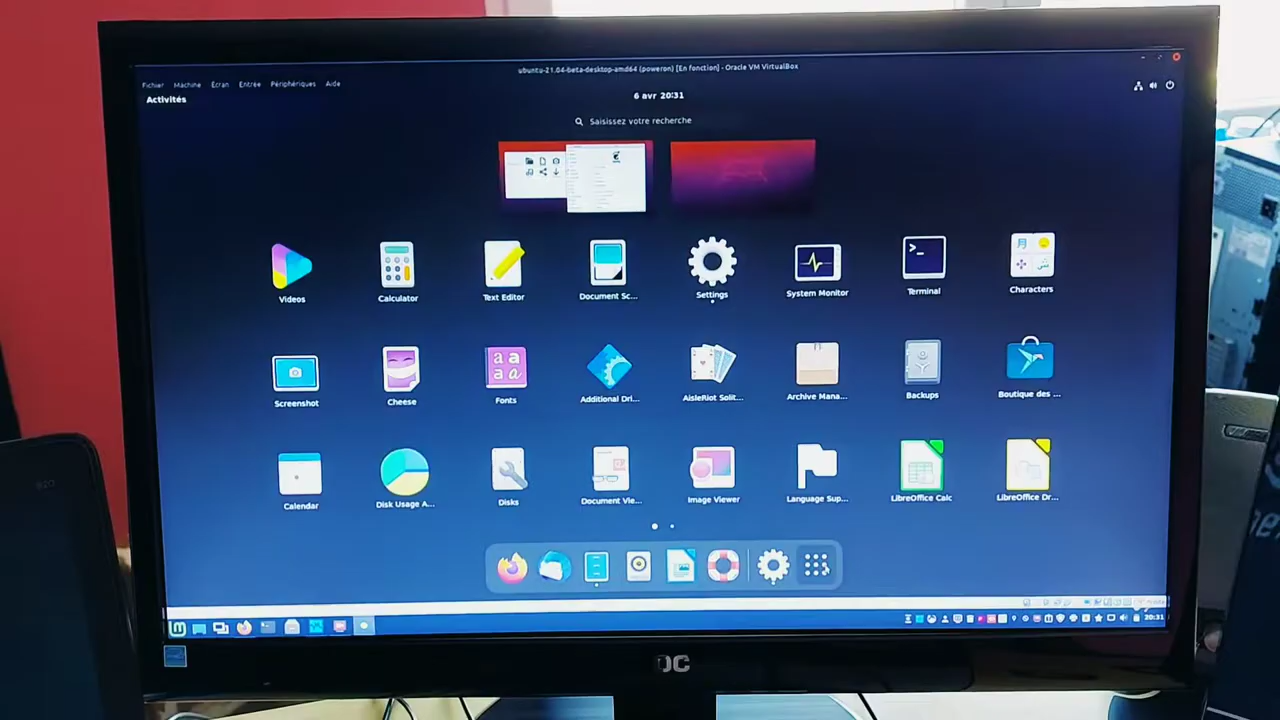 ubuntu-21.04-beta-desktop-amd64 (poweron) [En fonction] - Oracle VM VirtualBox
Fichier Machine Écran Entrée Périphériques Aide
Activités
6 avr 20:31
Saisissez votre recherche
Videos Calculator Text Editor Document Sc... Settings System Monitor Terminal Characters
Screenshot Cheese Fonts Additional Dri... AisleRiot Solit... Archive Mana... Backups Boutique des ...
Calendar Disk Usage A... Disks Document Vie... Image Viewer Language Sup... LibreOffice Calc LibreOffice Dr...
20:31